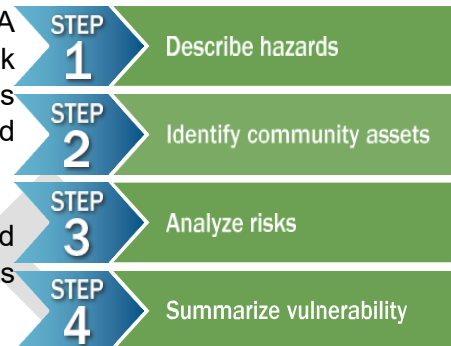 A
STEP
1
Describe hazards
k
s
STEP
2
Identify community assets
d
STEP
3
Analyze risks
d
s
STEP
4
Summarize vulnerability